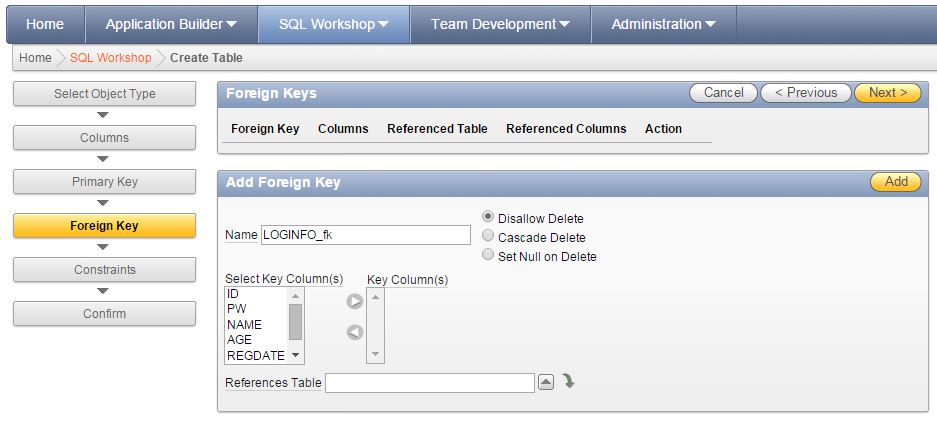 Home Application Builder SQL Workshop Team Development Administration
Home SQL Workshop Create Table
Select Object Type
Columns
Primary Key
Foreign Key
Constraints
Confirm
Foreign Keys Cancel < Previous Next >
Foreign Key Columns Referenced Table Referenced Columns Action
Add Foreign Key Add
Name LOGINFO_fk
Disallow Delete
Cascade Delete
Set Null on Delete
Select Key Column(s) Key Column(s)
ID
PW
NAME
AGE
REGDATE
References Table